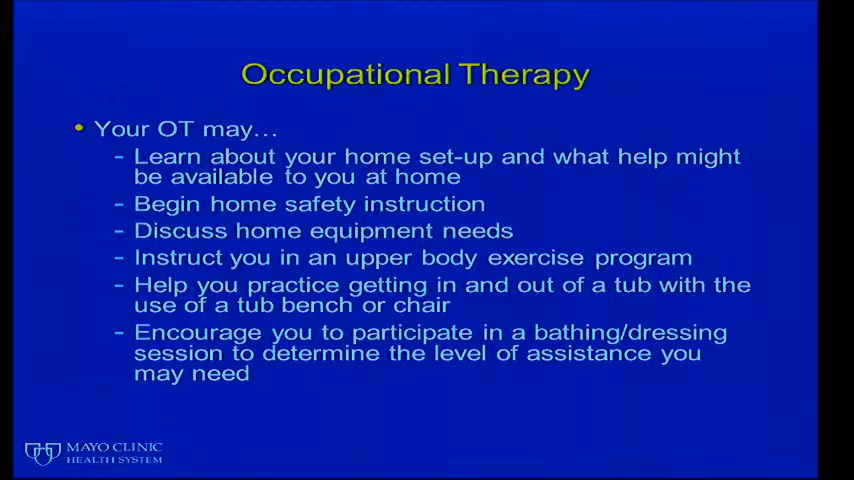 Occupational Therapy
• Your OT may…
- Learn about your home set-up and what help might
be available to you at home
- Begin home safety instruction
- Discuss home equipment needs
- Instruct you in an upper body exercise program
- Help you practice getting in and out of a tub with the
use of a tub bench or chair
- Encourage you to participate in a bathing/dressing
session to determine the level of assistance you
may need
MAYO CLINIC
HEALTH SYSTEM